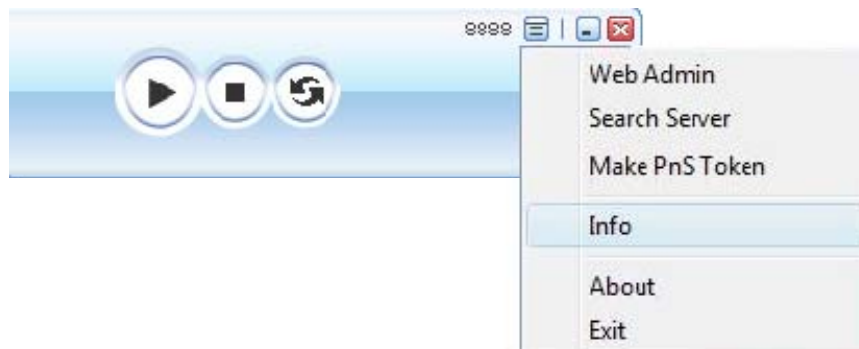 8888
Web Admin
Search Server
Make PnS Token
Info
About
Exit